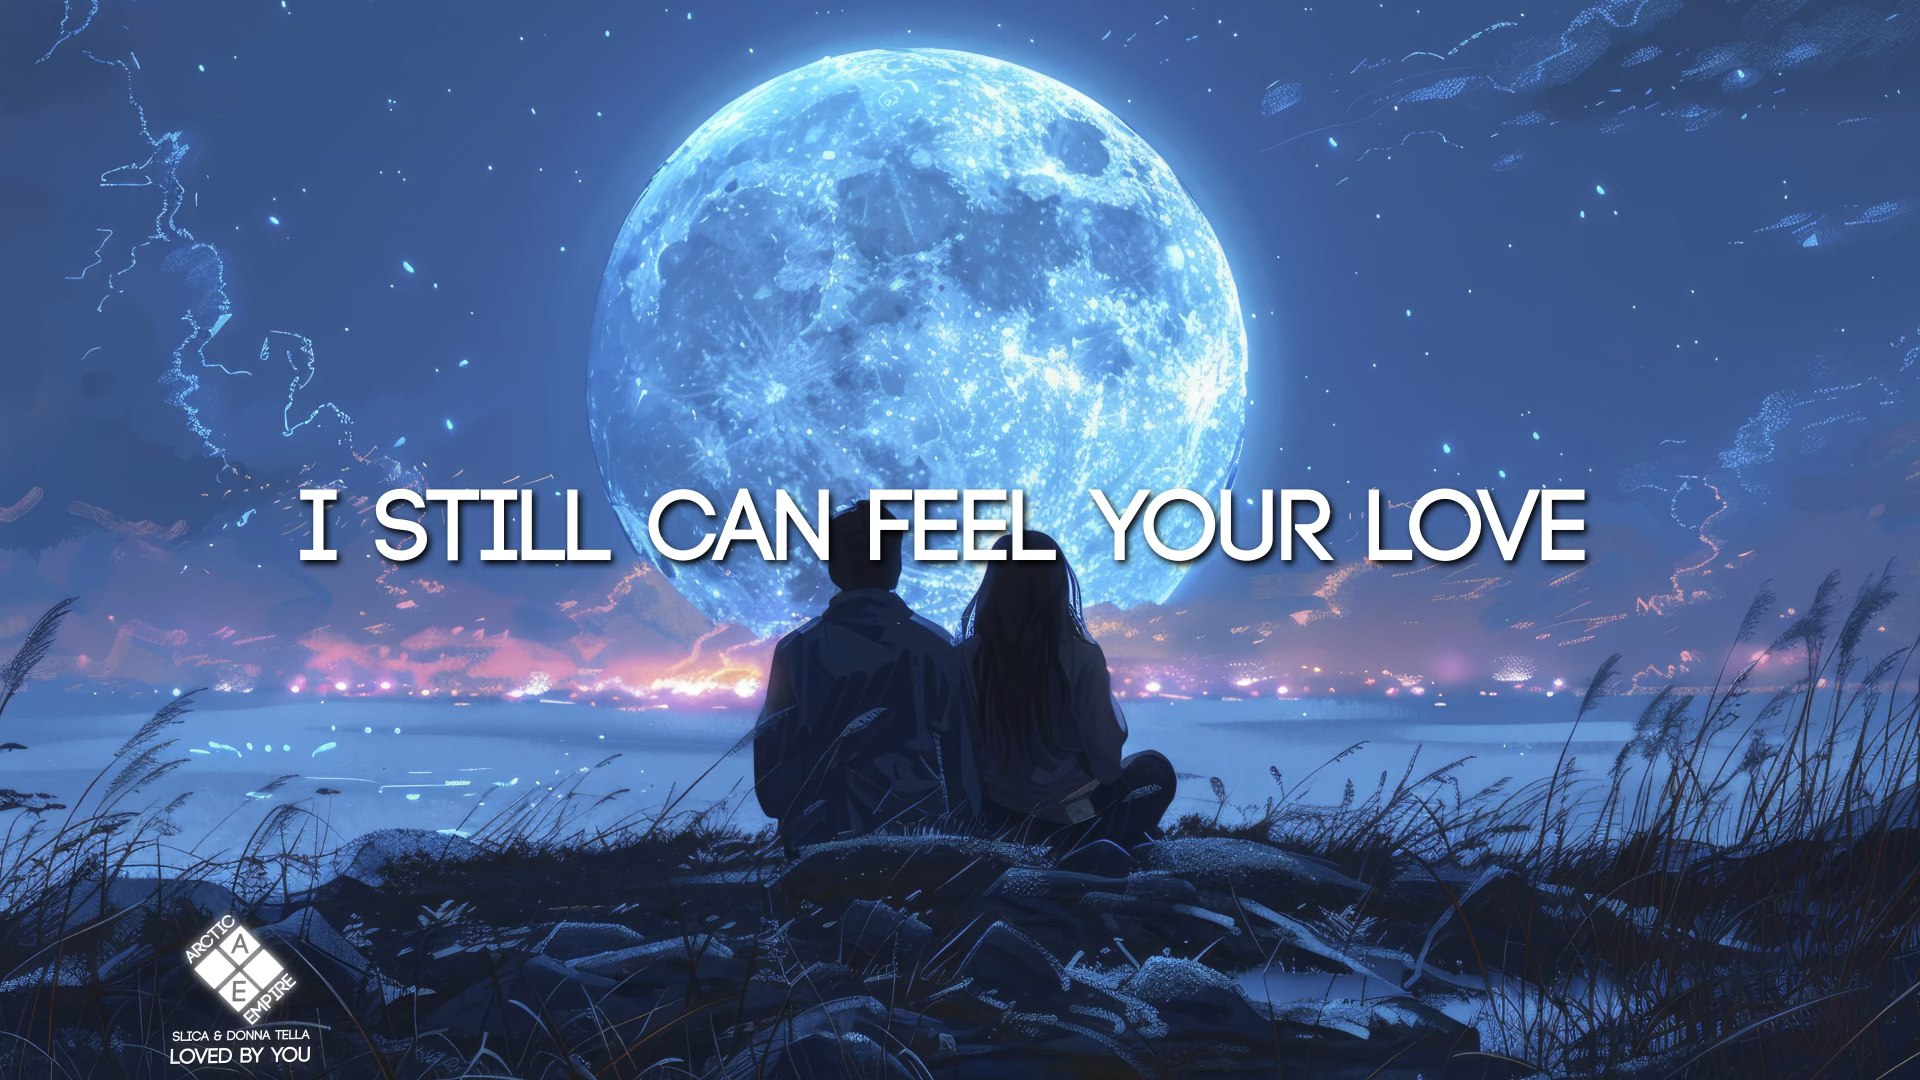 I STILL CAN FEEL YOUR LOVE
ARCTIC
A
E
EMPIRE
SLICA & DONNA TELLA
LOVED BY YOU